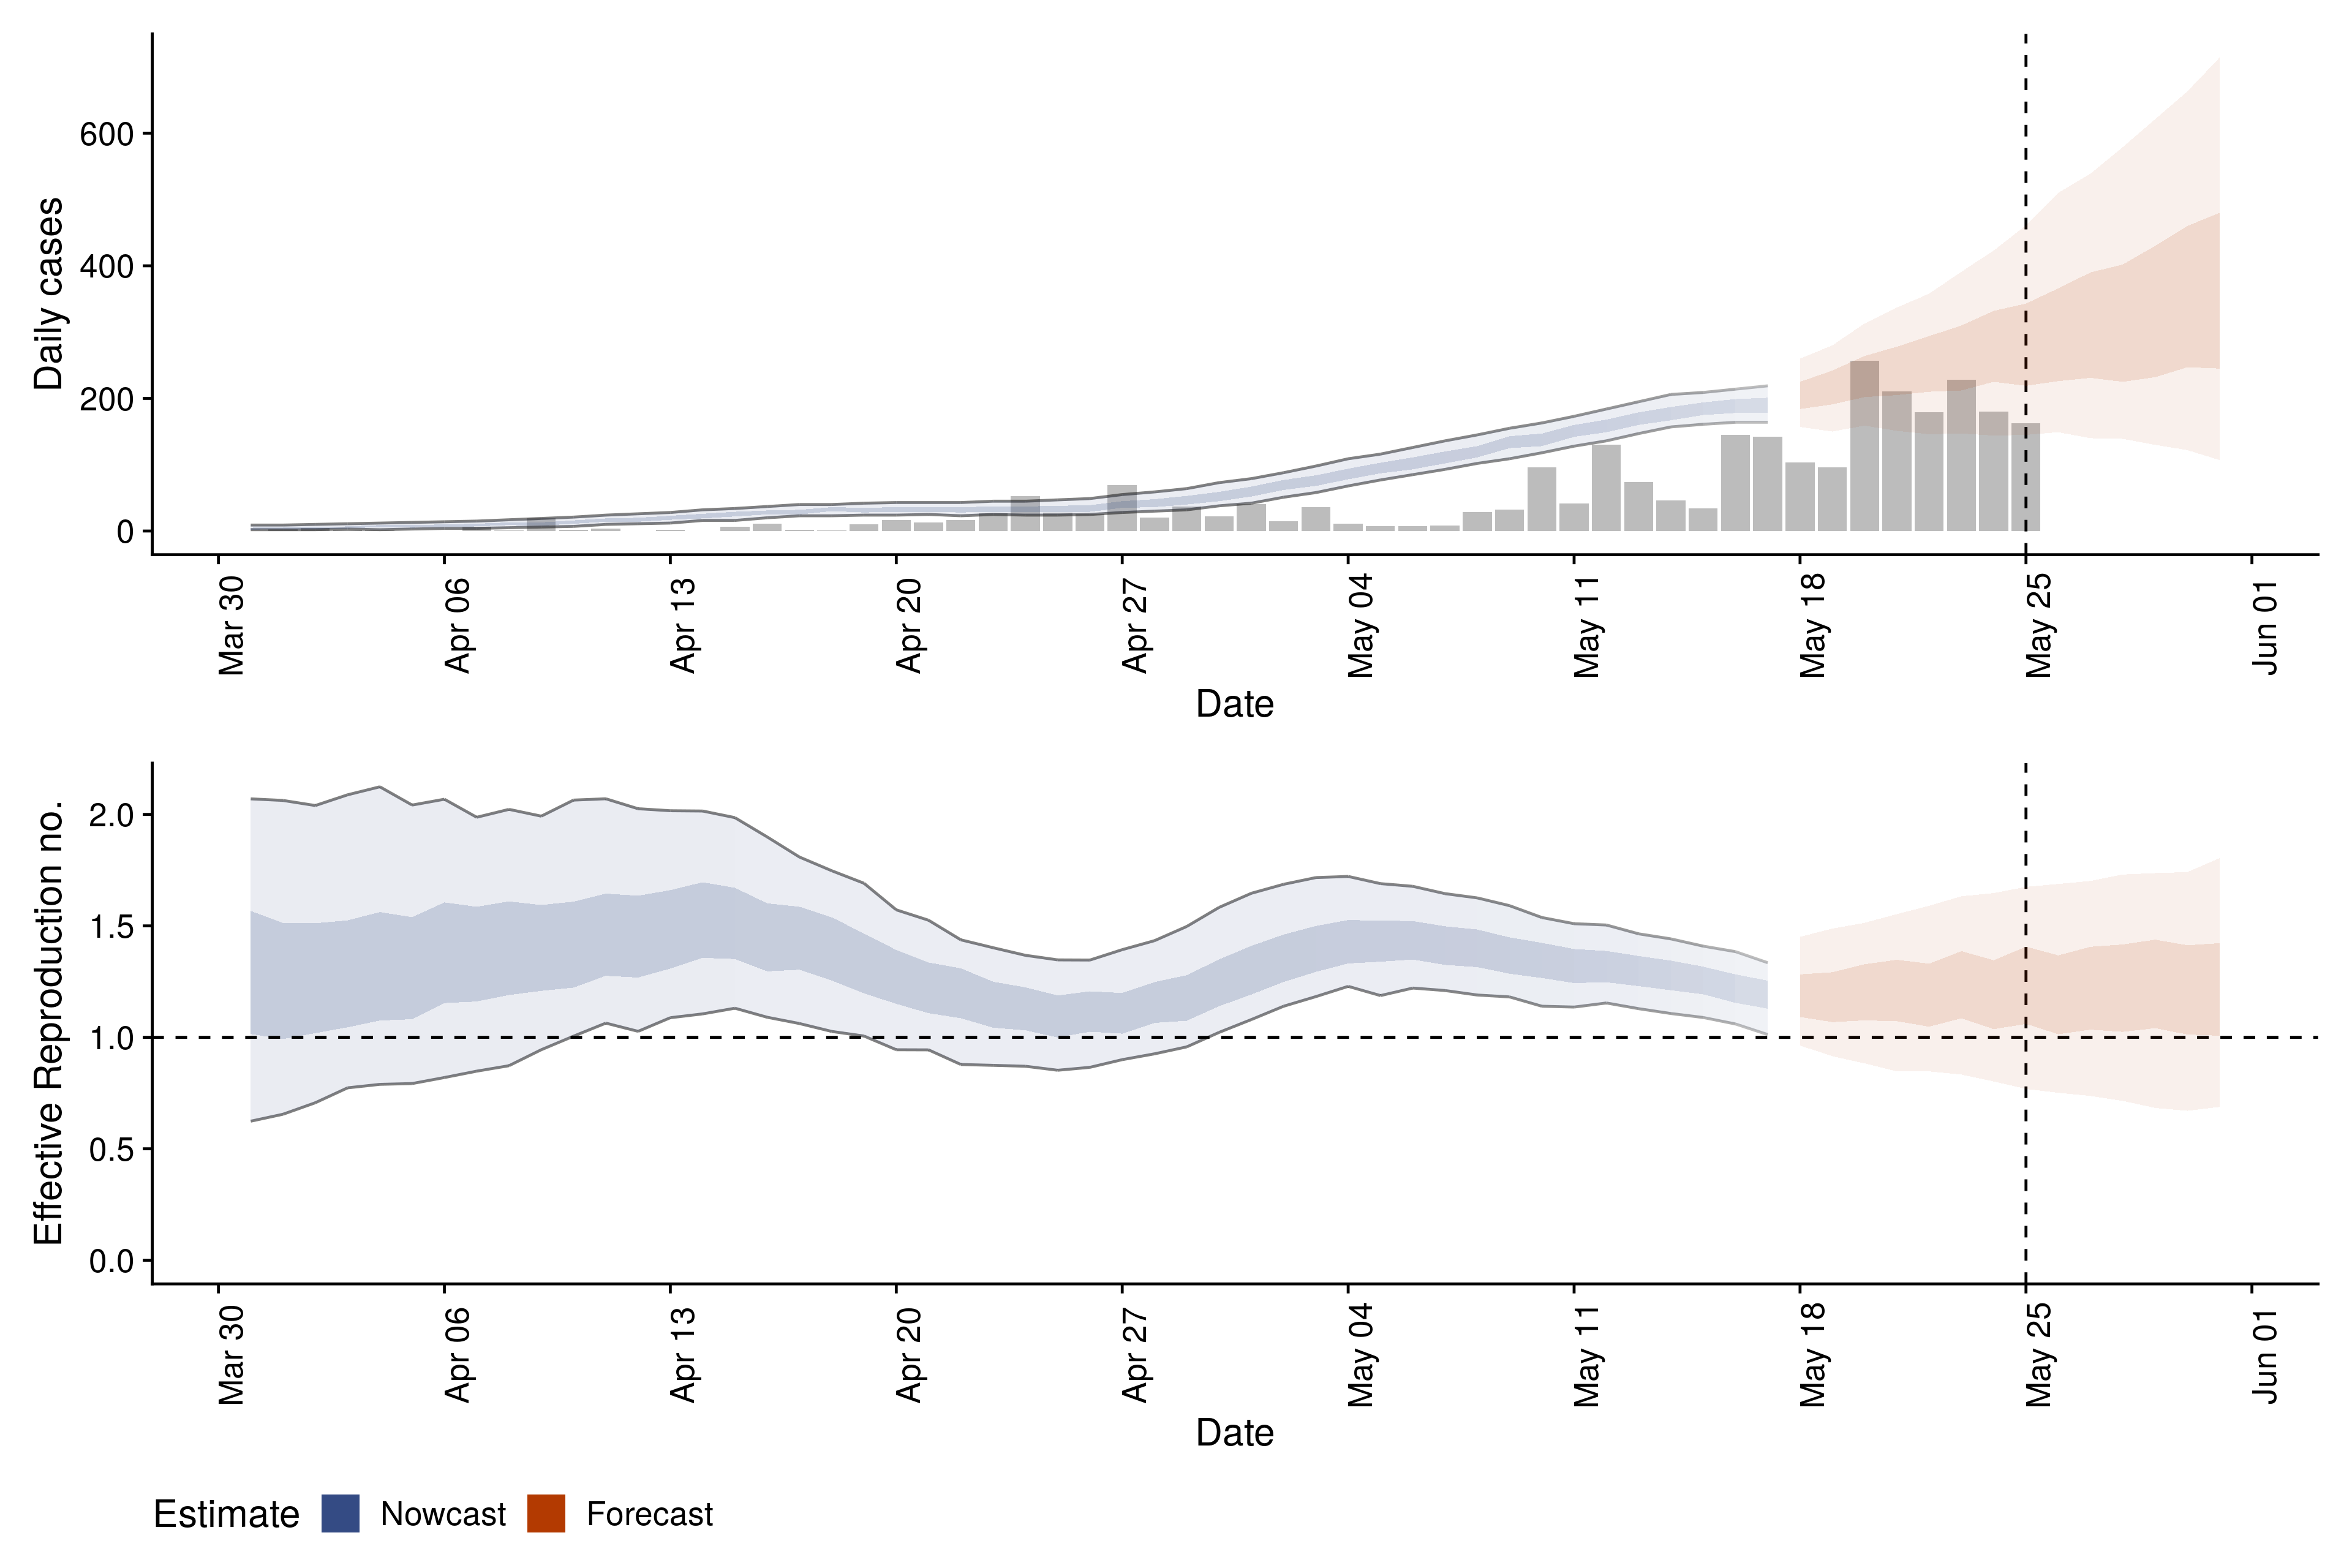 Daily cases
600
400
200
0
Mar 30
Apr 06
Apr 13
Apr 20
Apr 27
May 04
May 11
May 18
May 25
Jun 01
Date
Effective Reproduction no.
2.0
1.5
1.0
0.5
0.0
Mar 30
Apr 06
Apr 13
Apr 20
Apr 27
May 04
May 11
May 18
May 25
Jun 01
Date
Estimate Nowcast Forecast